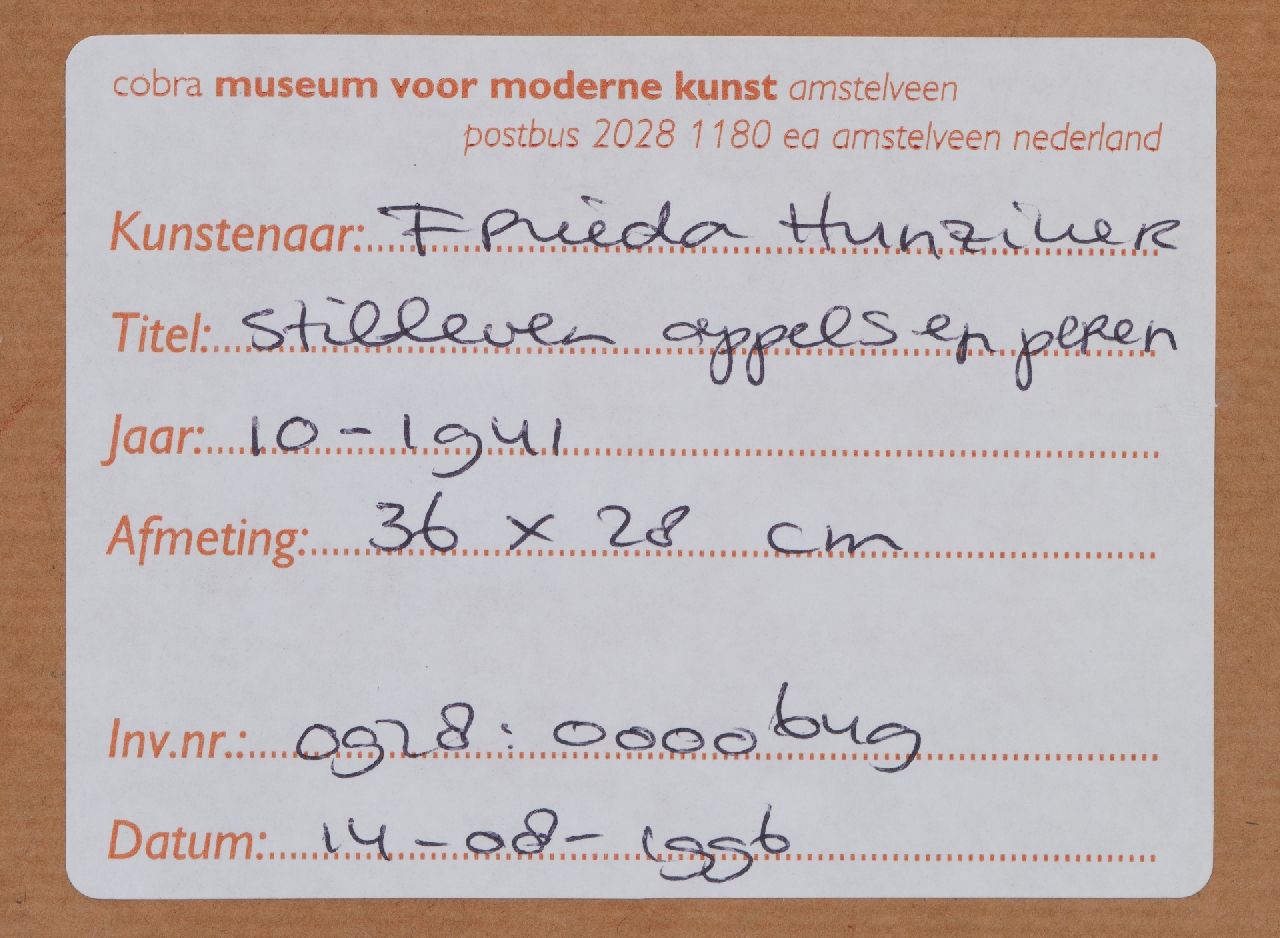 cobra museum voor moderne kunst amstelveen
postbus 2028 1180 ea amstelveen nederland
Kunstenaar: Frieda Hunziker
Titel: Stilleven appels en peren
Jaar: 10-1941
Afmeting: 36 x 28 cm
Inv.nr.: 0928: 0000649
Datum: 14-08-1996